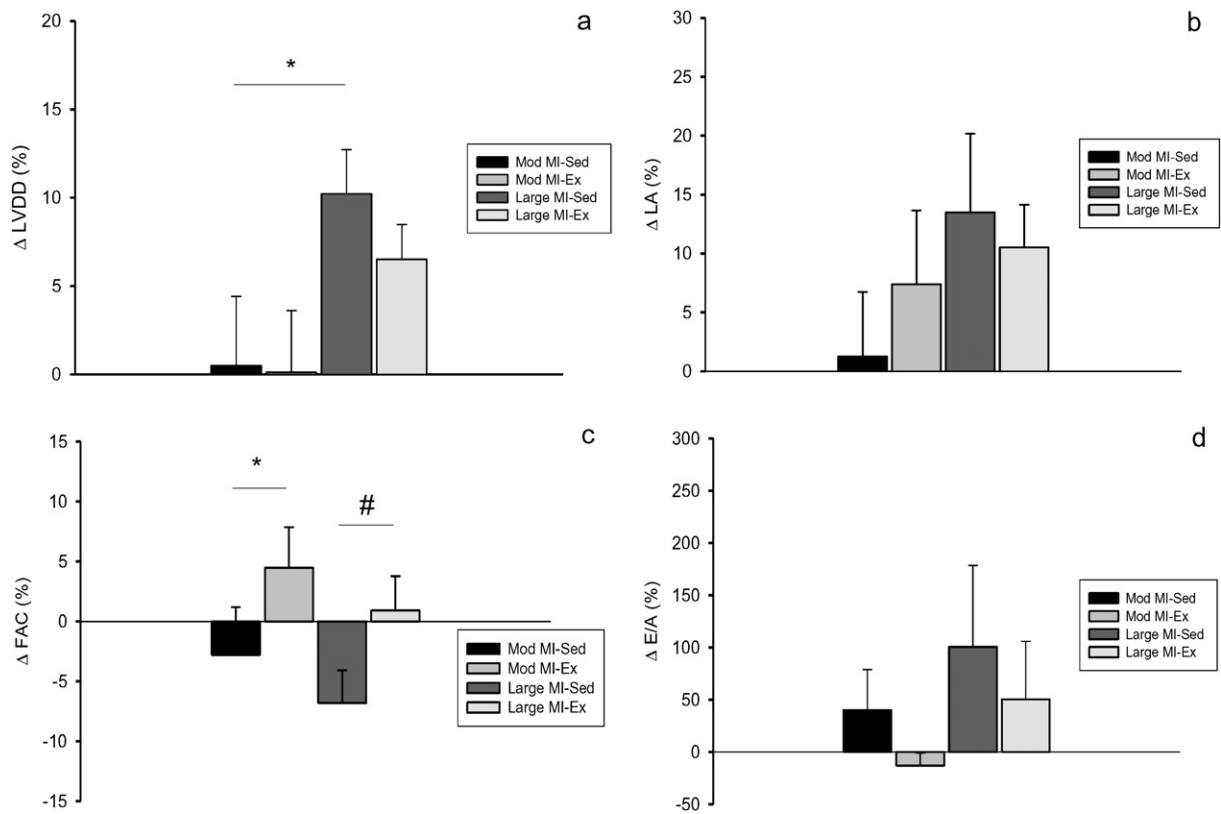 a
20
15
10
5
0
Δ LVDD (%)
*
Mod MI-Sed
Mod MI-Ex
Large MI-Sed
Large MI-Ex
b
30
25
20
15
10
5
0
Δ LA (%)
Mod MI-Sed
Mod MI-Ex
Large MI-Sed
Large MI-Ex
c
15
10
5
0
-5
-10
-15
Δ FAC (%)
*
#
Mod MI-Sed
Mod MI-Ex
Large MI-Sed
Large MI-Ex
d
300
250
200
150
100
50
0
-50
Δ E/A (%)
Mod MI-Sed
Mod MI-Ex
Large MI-Sed
Large MI-Ex